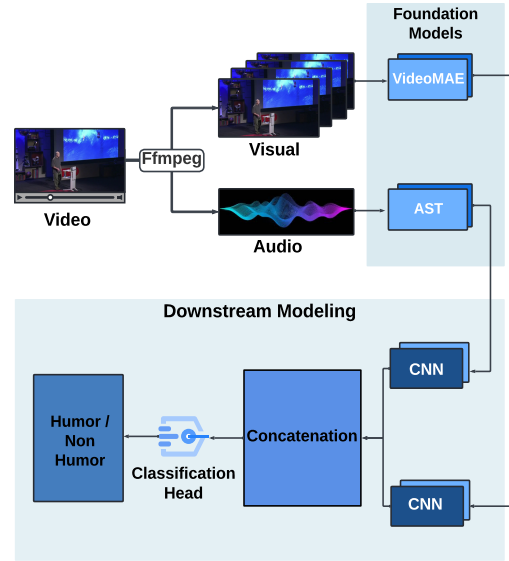 Foundation
Models
VideoMAE
Ffmpeg
Visual
Video
AST
Audio
Downstream Modeling
CNN
Humor /
Non
Humor
Concatenation
Classification
Head
CNN